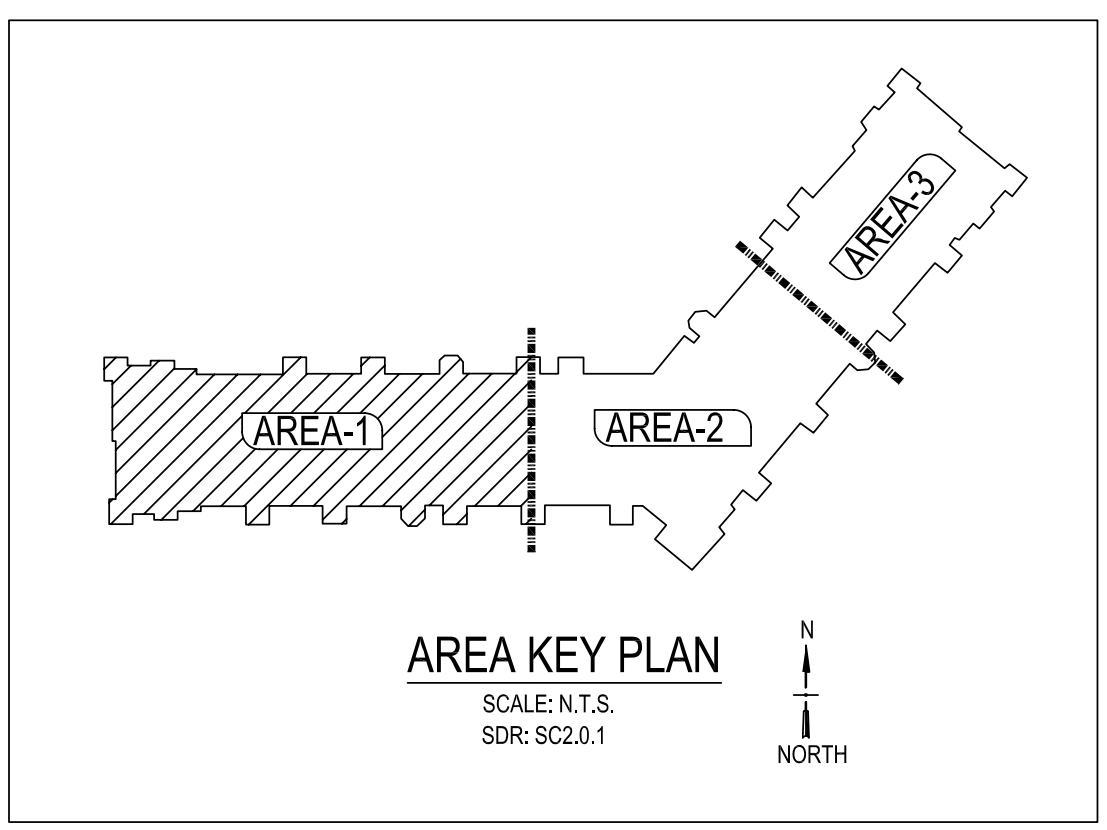 AREA-3
AREA-1
AREA-2
AREA KEY PLAN
SCALE: N.T.S.
SDR: SC2.0.1
N
NORTH